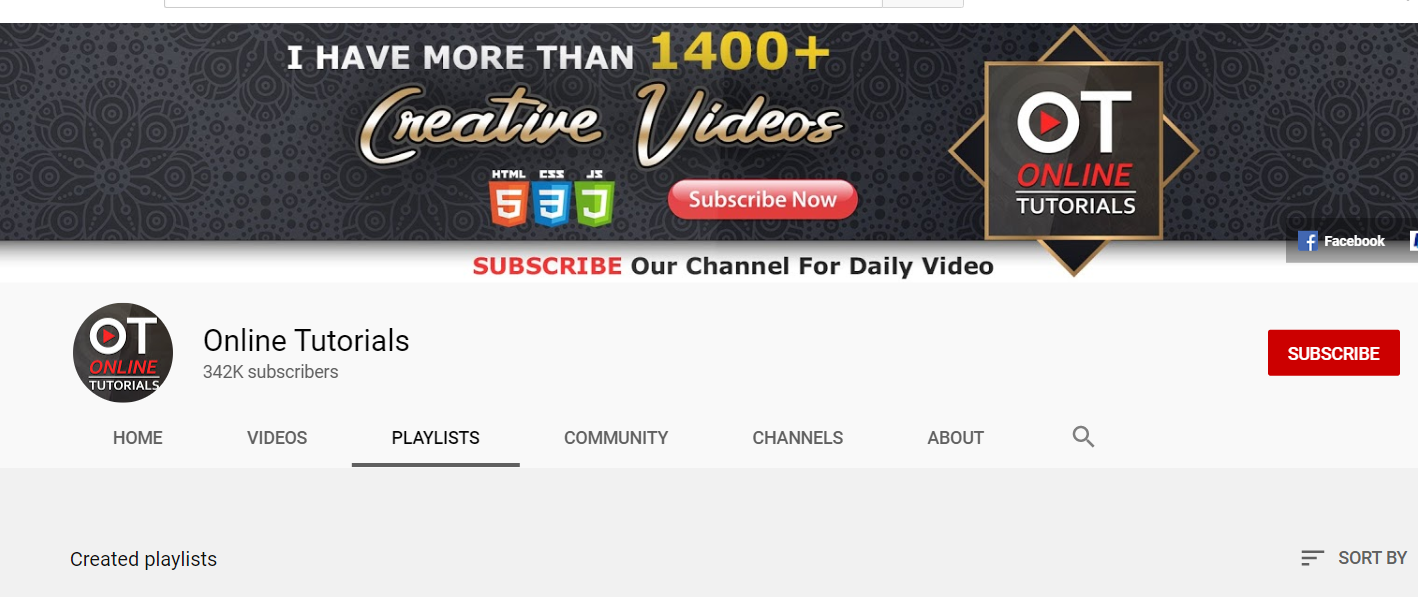 I HAVE MORE THAN 1400+
Creative Videos
HTML CSS JS
5 3 J
Subscribe Now
OT
ONLINE
TUTORIALS
Facebook
SUBSCRIBE Our Channel For Daily Video
OT
ONLINE
TUTORIALS
Online Tutorials
342K subscribers
SUBSCRIBE
HOME VIDEOS PLAYLISTS COMMUNITY CHANNELS ABOUT
Created playlists
SORT BY